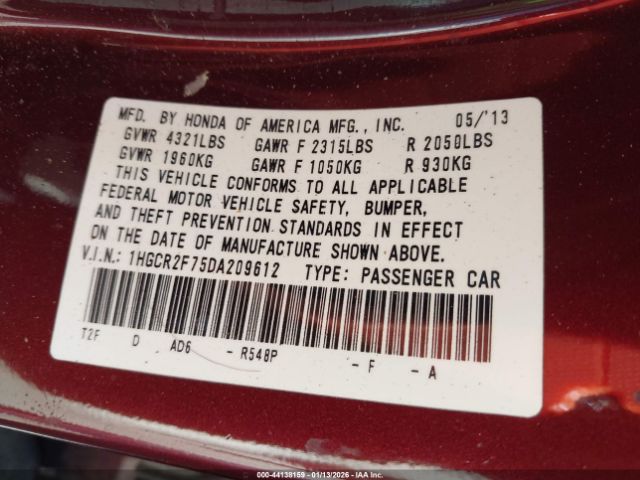 MFD. BY HONDA OF AMERICA MFG., INC. 05/'13
GVWR 4321LBS GAWR F 2315LBS R 2050LBS
GVWR 1960KG GAWR F 1050KG R 930KG
THIS VEHICLE CONFORMS TO ALL APPLICABLE
FEDERAL MOTOR VEHICLE SAFETY, BUMPER,
AND THEFT PREVENTION STANDARDS IN EFFECT
ON THE DATE OF MANUFACTURE SHOWN ABOVE.
V.I.N.: 1HGCR2F75DA209612 TYPE: PASSENGER CAR
T2F D AD6 - R548P - F - A
000-44138159 - 01/13/2026 - IAA Inc.